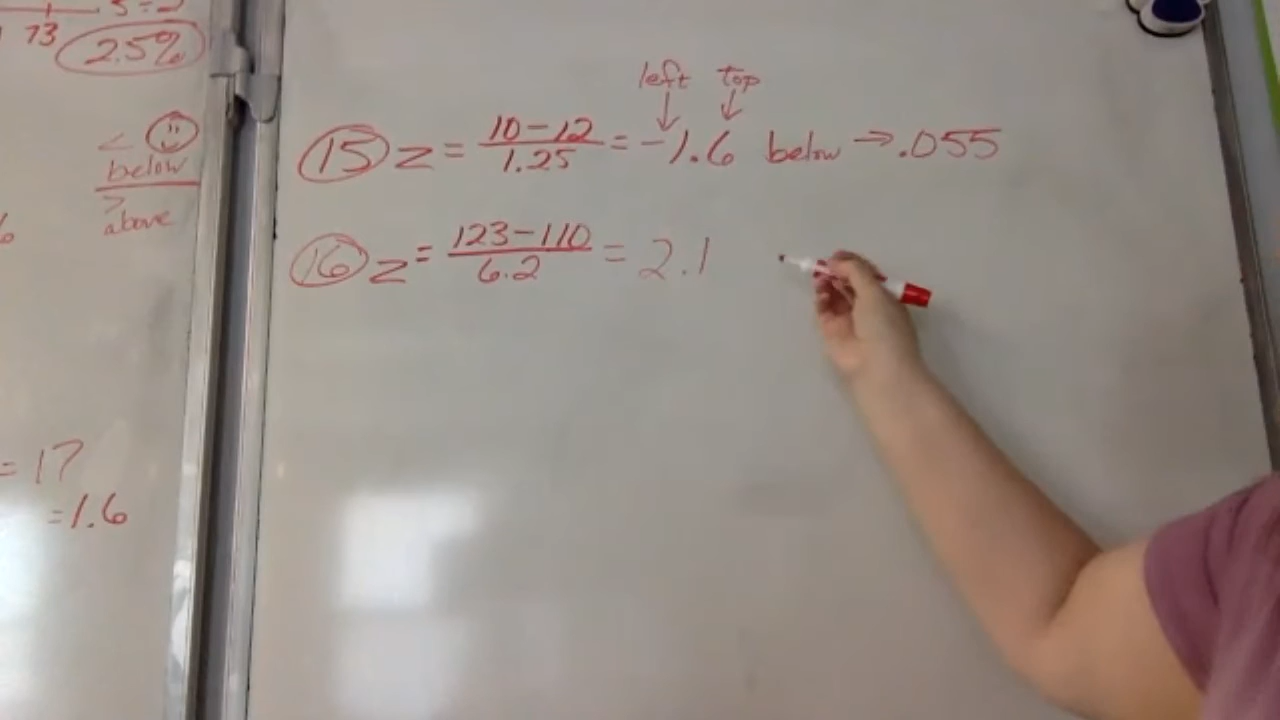 73
2.5%
<
below
>
above
= 17
= 1.6
left top
15 z = 10-12 / 1.25 = -1.6 below → .055
16 z = 123-110 / 6.2 = 2.1